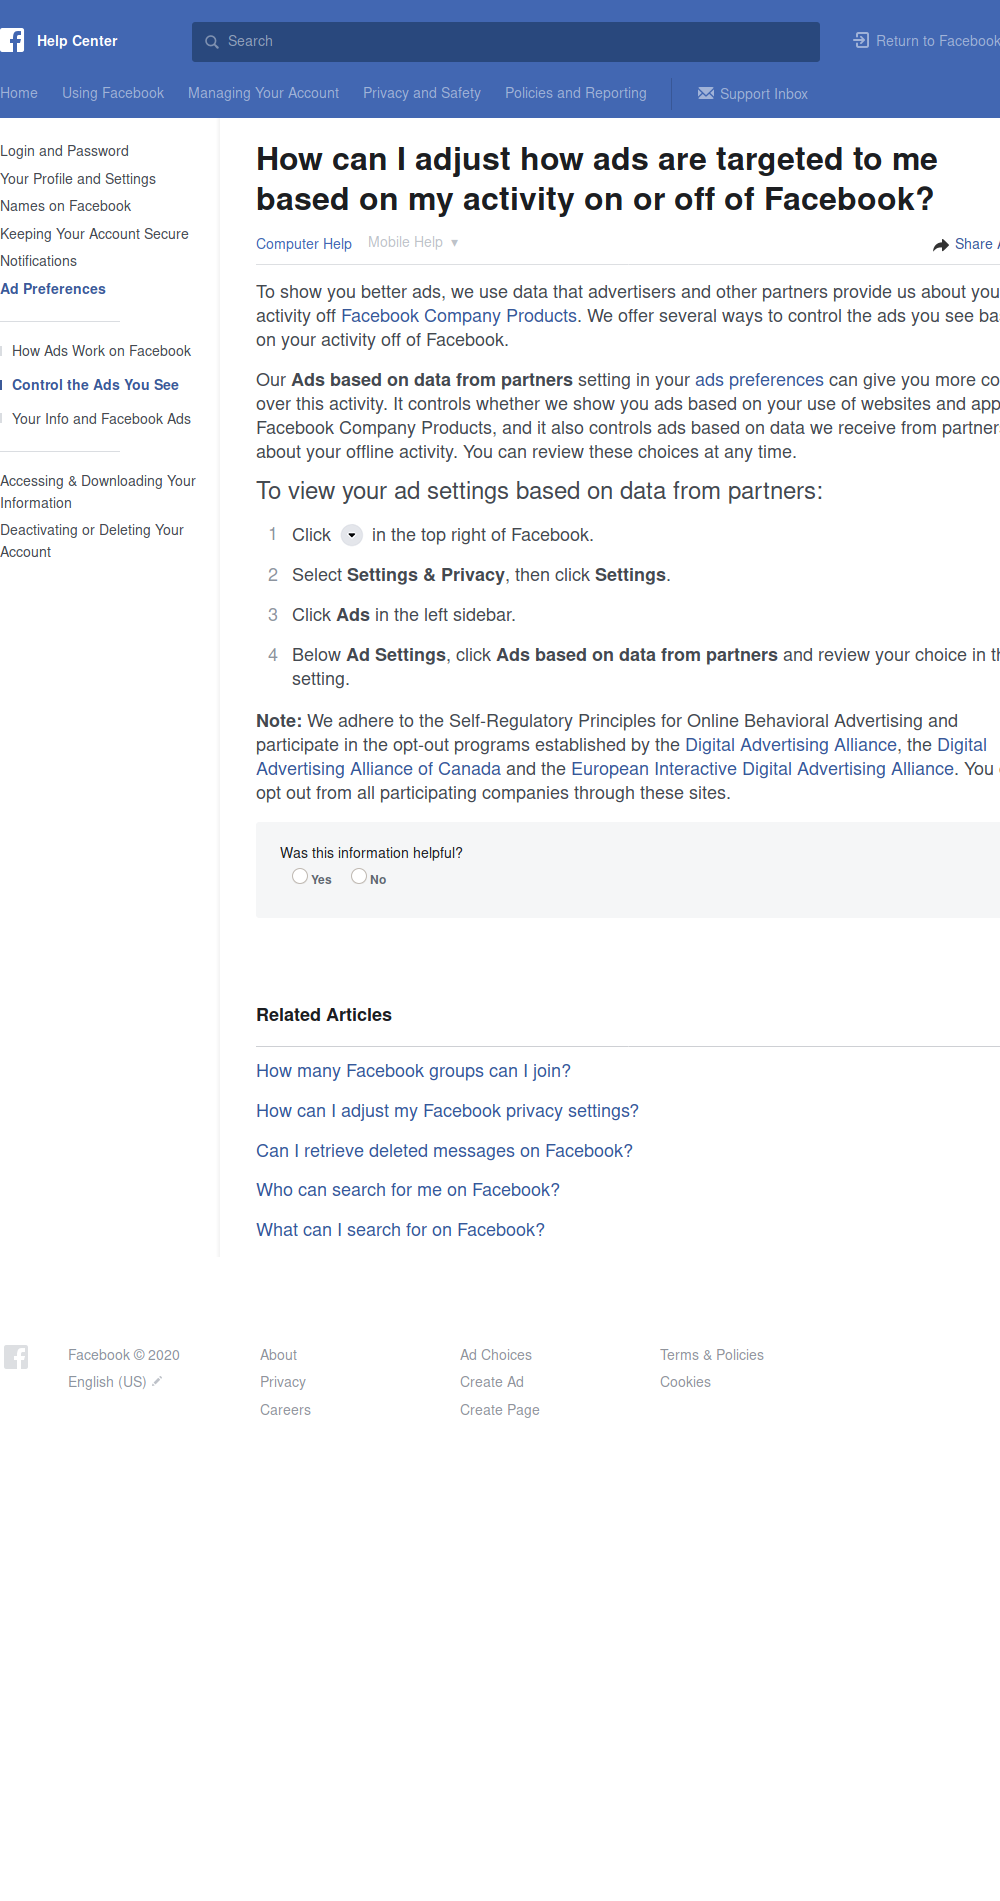 Help Center
Search
Return to Facebook
Home Using Facebook Managing Your Account Privacy and Safety Policies and Reporting Support Inbox
Login and Password
Your Profile and Settings
Names on Facebook
Keeping Your Account Secure
Notifications
Ad Preferences
How Ads Work on Facebook
Control the Ads You See
Your Info and Facebook Ads
Accessing & Downloading Your
Information
Deactivating or Deleting Your
Account
How can I adjust how ads are targeted to me
based on my activity on or off of Facebook?
Computer Help Mobile Help ▼
Share
To show you better ads, we use data that advertisers and other partners provide us about you
activity off Facebook Company Products. We offer several ways to control the ads you see
on your activity off of Facebook.
Our Ads based on data from partners setting in your ads preferences can give you more
over this activity. It controls whether we show you ads based on your use of websites and
Facebook Company Products, and it also controls ads based on data we receive from
about your offline activity. You can review these choices at any time.
To view your ad settings based on data from partners:
1 Click in the top right of Facebook.
2 Select Settings & Privacy, then click Settings.
3 Click Ads in the left sidebar.
4 Below Ad Settings, click Ads based on data from partners and review your choice in
setting.
Note: We adhere to the Self-Regulatory Principles for Online Behavioral Advertising and
participate in the opt-out programs established by the Digital Advertising Alliance, the Digital
Advertising Alliance of Canada and the European Interactive Digital Advertising Alliance. You
opt out from all participating companies through these sites.
Was this information helpful?
Yes No
Related Articles
How many Facebook groups can I join?
How can I adjust my Facebook privacy settings?
Can I retrieve deleted messages on Facebook?
Who can search for me on Facebook?
What can I search for on Facebook?
Facebook © 2020
English (US)
About
Privacy
Careers
Ad Choices
Create Ad
Create Page
Terms & Policies
Cookies